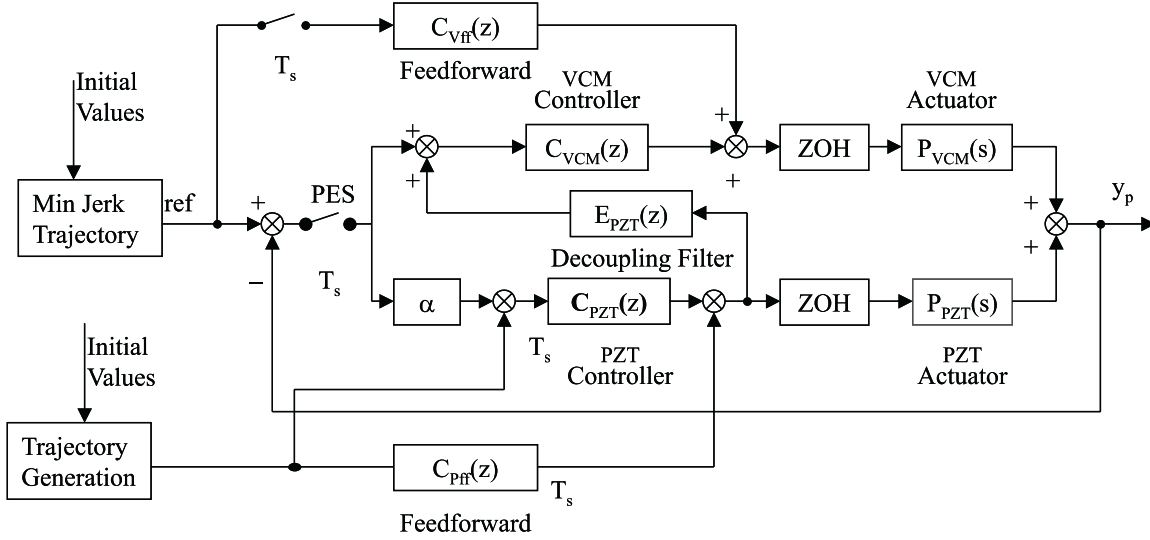 C_Vff(z)
T_s
Feedforward
Initial
Values
VCM
Controller
VCM
Actuator
+
+
C_VCM(z)
+
ZOH
P_VCM(s)
+
Min Jerk
Trajectory
ref
+
PES
E_PZT(z)
+
y_p
−
T_s
Decoupling Filter
+
α
C_PZT(z)
ZOH
P_PZT(s)
Initial
Values
T_s
PZT
Controller
PZT
Actuator
Trajectory
Generation
C_Pff(z)
T_s
Feedforward